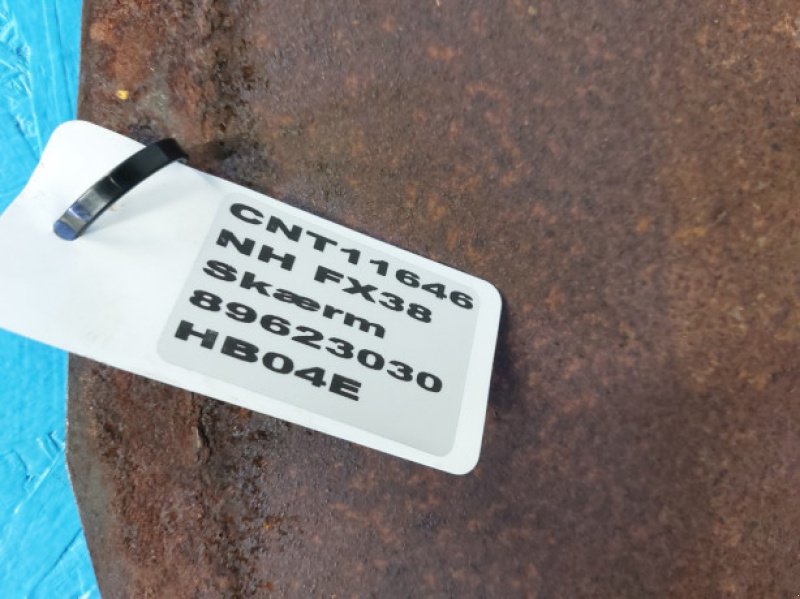 CNT11646
NH FX38
Skærm
89623030
HB04E